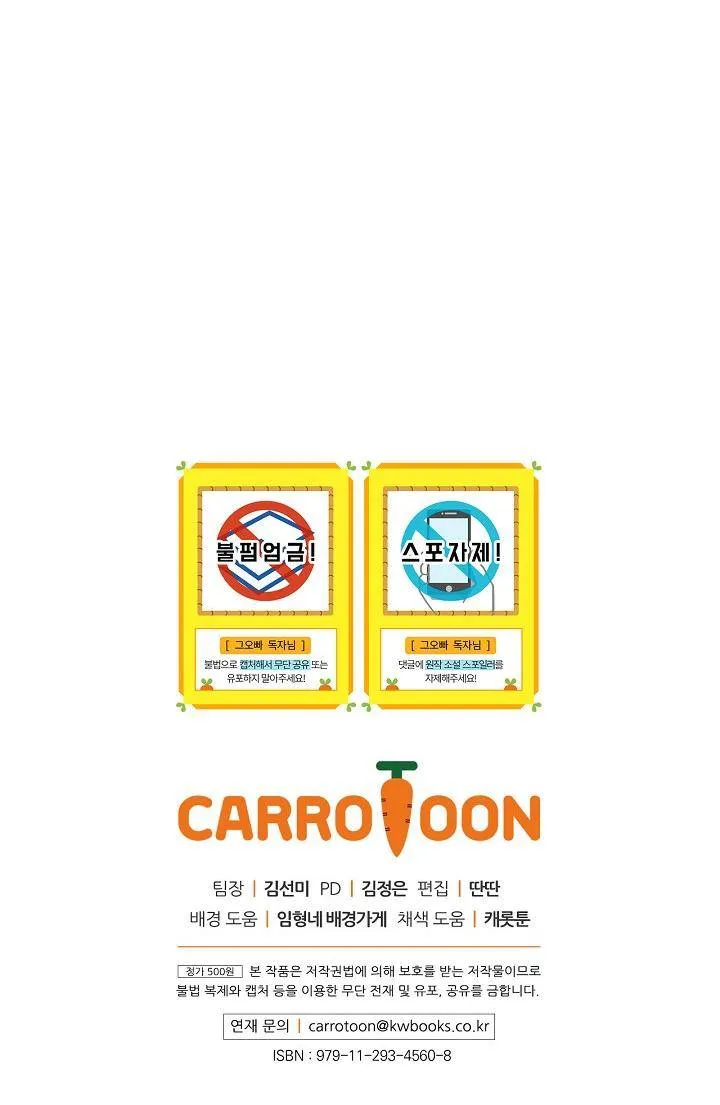 불펌엄금!
[ 그오빠 독자님 ]
불법으로 캡처해서 무단 공유 또는
유포하지 말아주세요!
스포자제!
[ 그오빠 독자님 ]
댓글에 원작 소설 스포일러를
자제해주세요!
CARROTOON
팀장 | 김선미 PD | 김정은 편집 | 딴딴
배경 도움 | 임형네 배경가게 채색 도움 | 캐롯툰
정가 500원 본 작품은 저작권법에 의해 보호를 받는 저작물이므로
불법 복제와 캡처 등을 이용한 무단 전재 및 유포, 공유를 금합니다.
연재 문의 | carrotoon@kwbooks.co.kr
ISBN : 979-11-293-4560-8